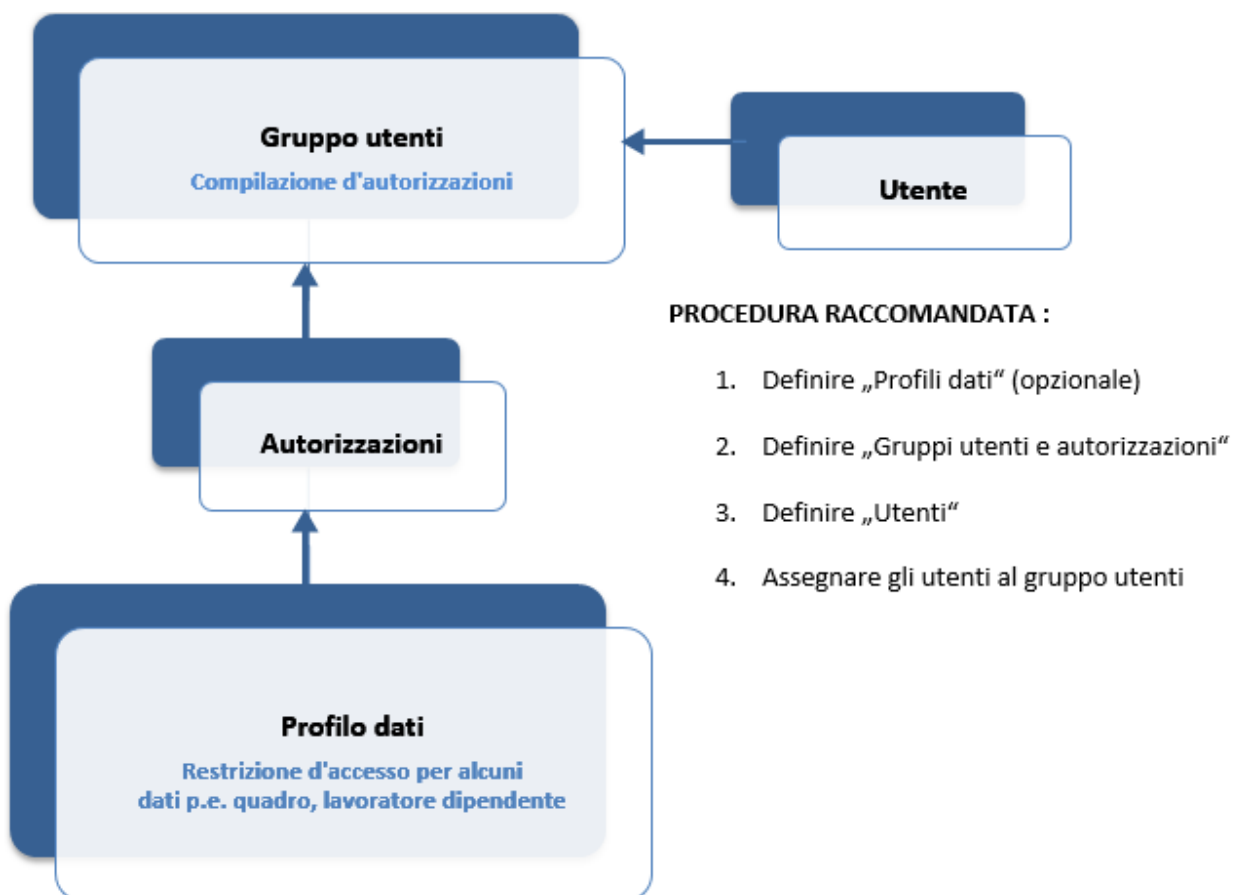 Gruppo utenti
Compilazione d'autorizzazioni
Utente
PROCEDURA RACCOMANDATA :
1. Definire „Profili dati“ (opzionale)
2. Definire „Gruppi utenti e autorizzazioni“
3. Definire „Utenti“
4. Assegnare gli utenti al gruppo utenti
Autorizzazioni
Profilo dati
Restrizione d'accesso per alcuni
dati p.e. quadro, lavoratore dipendente